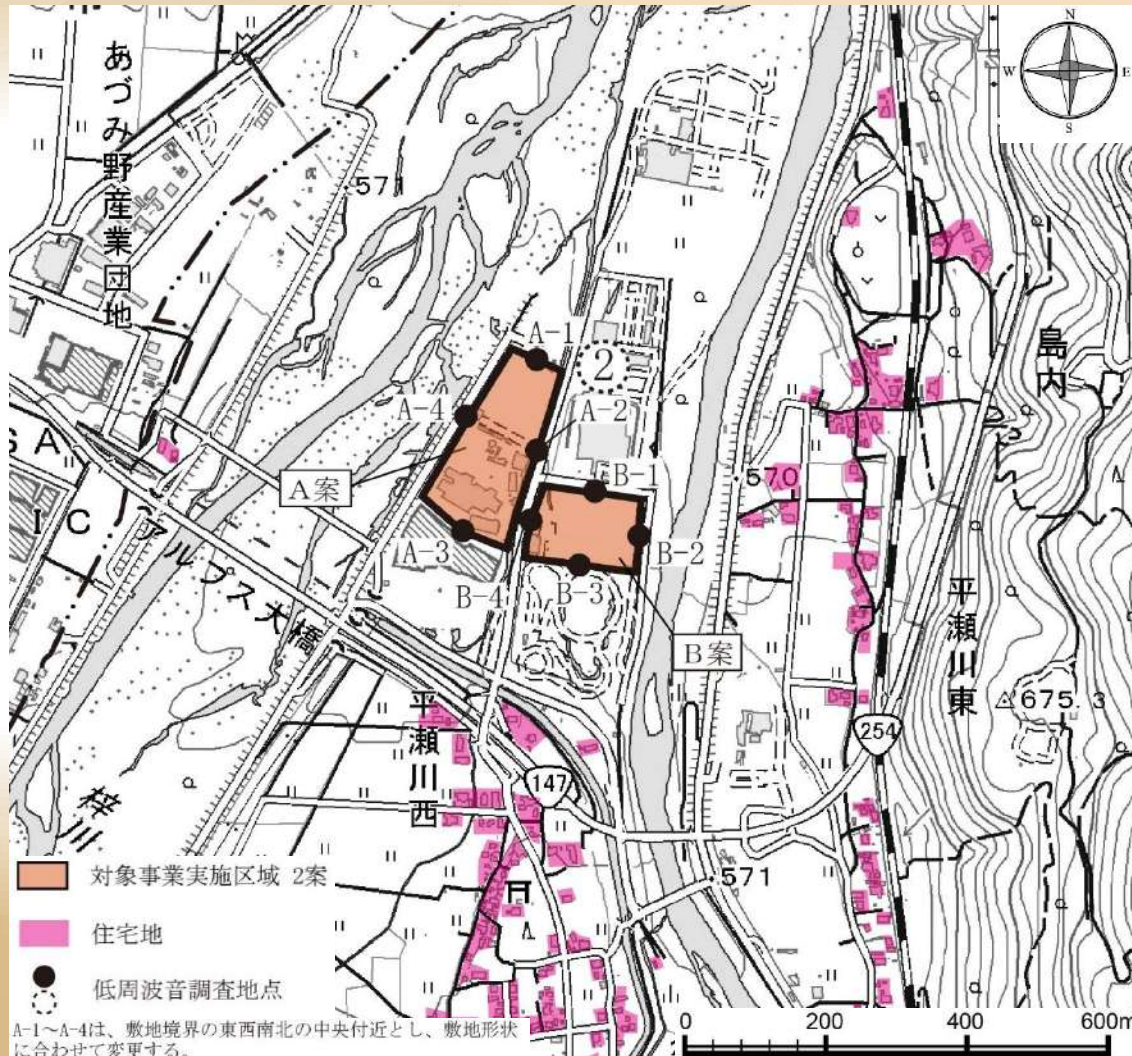 N
W
E
S
あづみ野産業団地
571
A-1
2
A-4
A-2
A案
B-1
570
島内
IC
アルプス大橋
A-3
B-2
B-4
B-3
B案
平瀬川東
675.3
254
平瀬川西
147
梓川
571
対象事業実施区域 2案
住宅地
低周波音調査地点
A-1～A-4は、敷地境界の東西南北の中央付近とし、敷地形状
に合わせて変更する。
0 200 400 600m